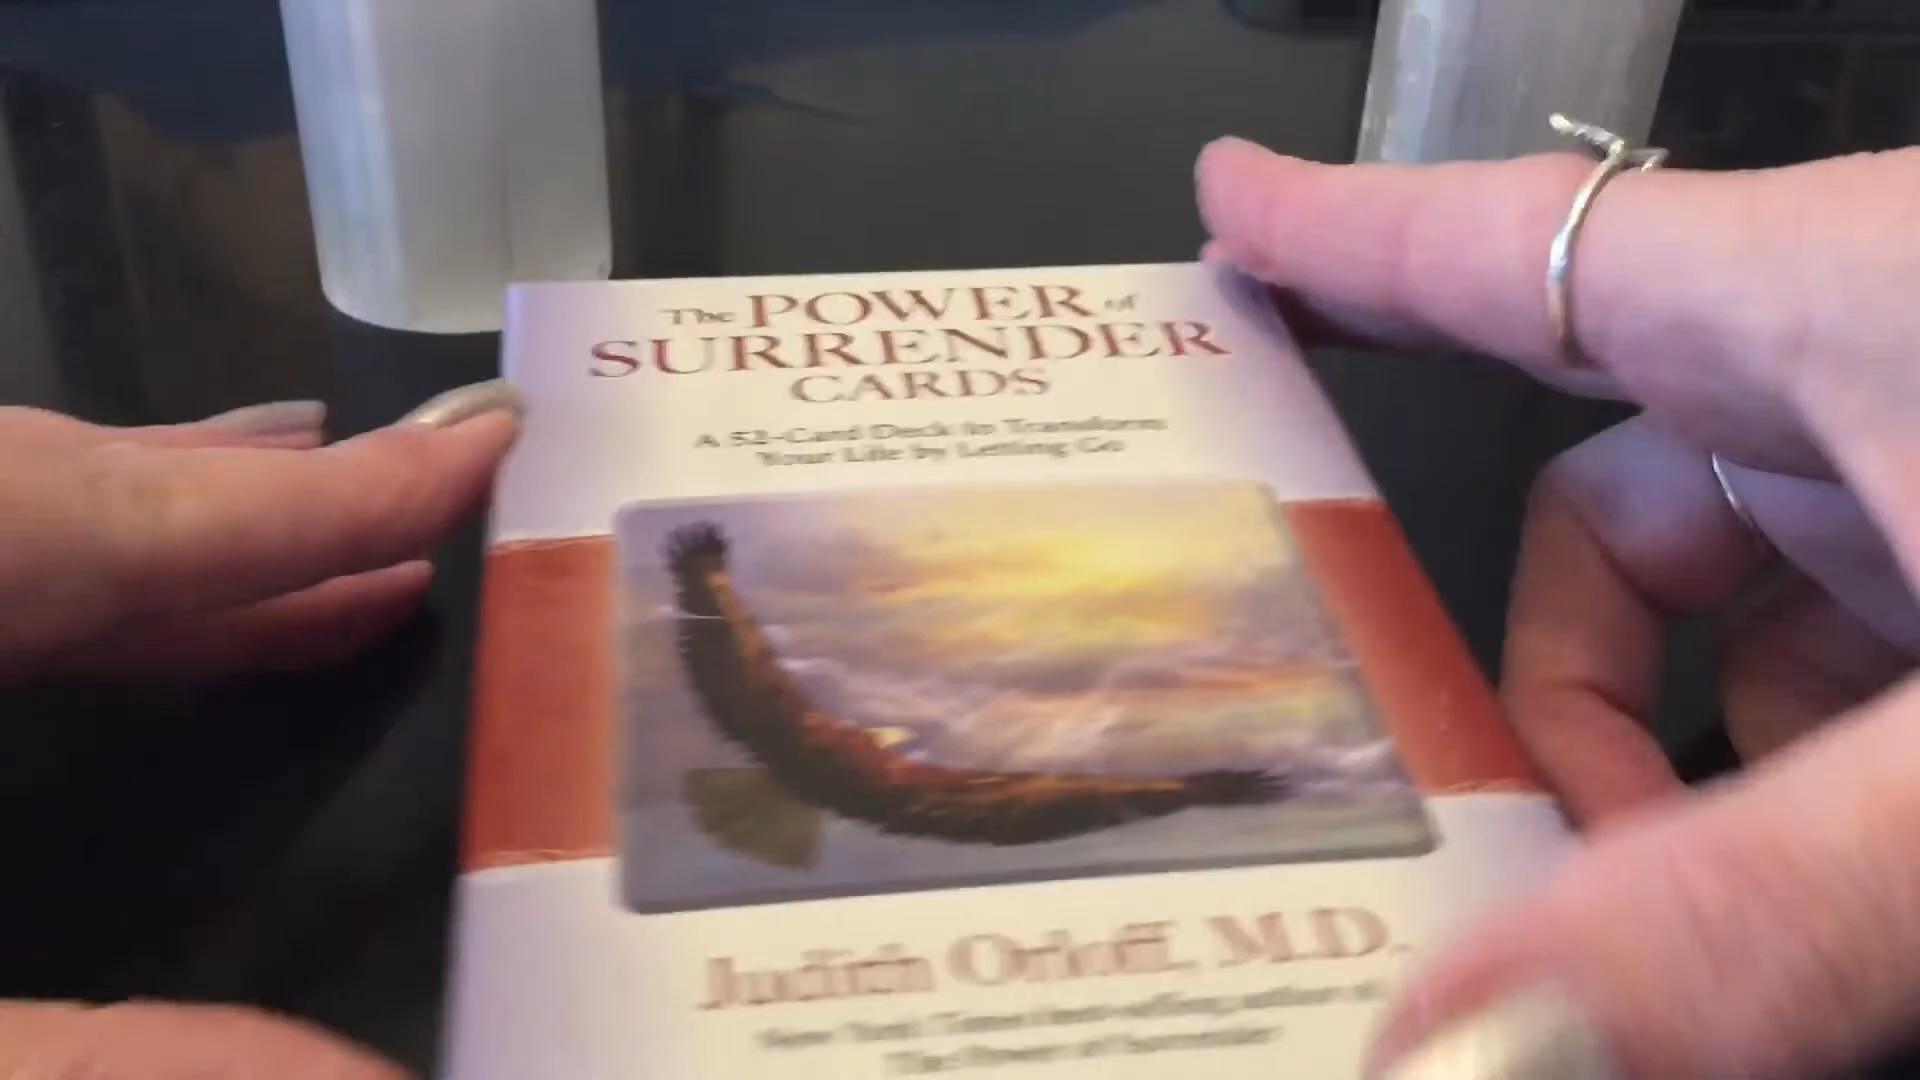 The POWER of
SURRENDER
CARDS
A 52-Card Deck to Transform
Your Life by Letting Go
Judith Orloff, M.D.
New York Times best-selling author of
The Power of Surrender